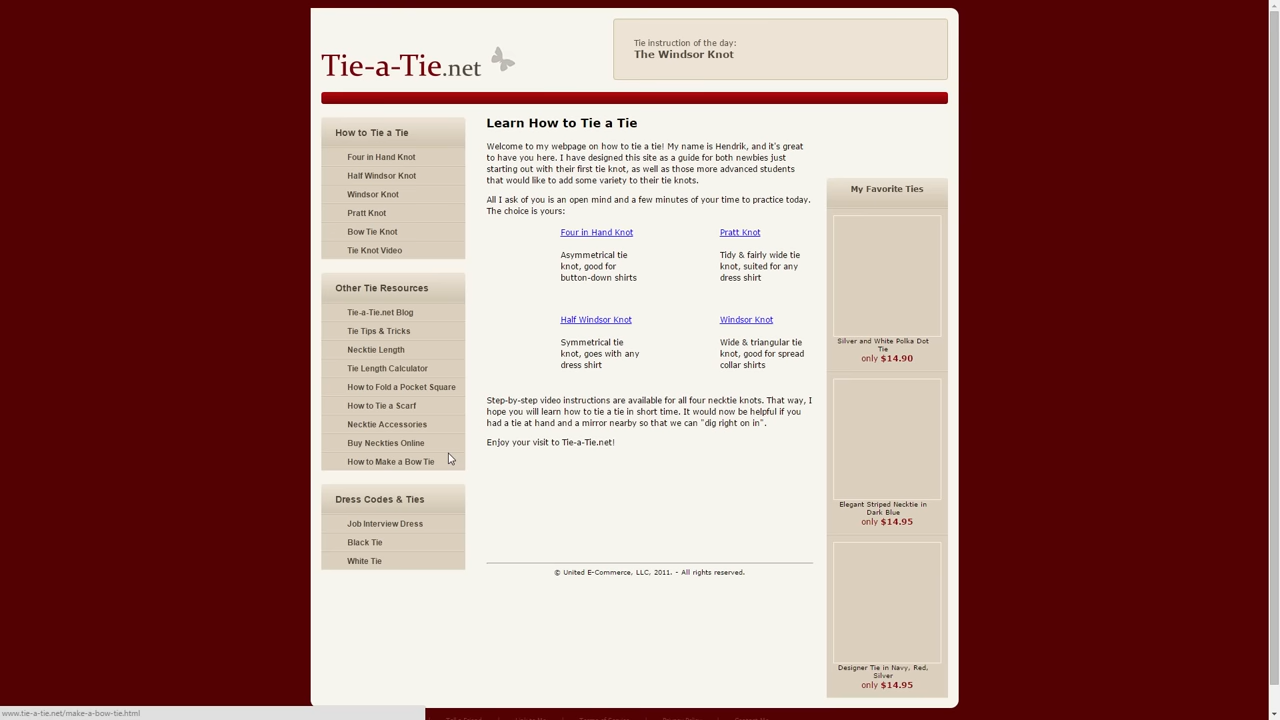 Tie-a-Tie.net
Tie instruction of the day:
The Windsor Knot
How to Tie a Tie
Four in Hand Knot
Half Windsor Knot
Windsor Knot
Pratt Knot
Bow Tie Knot
Tie Knot Video
Other Tie Resources
Tie-a-Tie.net Blog
Tie Tips & Tricks
Necktie Length
Tie Length Calculator
How to Fold a Pocket Square
How to Tie a Scarf
Necktie Accessories
Buy Neckties Online
How to Make a Bow Tie
Dress Codes & Ties
Job Interview Dress
Black Tie
White Tie
Learn How to Tie a Tie
Welcome to my webpage on how to tie a tie! My name is Hendrik, and it's great
to have you here. I have designed this site as a guide for both newbies just
starting out with their first tie knot, as well as those more advanced students
that would like to add some variety to their tie knots.
All I ask of you is an open mind and a few minutes of your time to practice today.
The choice is yours:
Four in Hand Knot
Asymmetrical tie
knot, good for
button-down shirts
Pratt Knot
Tidy & fairly wide tie
knot, suited for any
dress shirt
Half Windsor Knot
Symmetrical tie
knot, goes with any
dress shirt
Windsor Knot
Wide & triangular tie
knot, good for spread
collar shirts
Step-by-step video instructions are available for all four necktie knots. That way, I
hope you will learn how to tie a tie in short time. It would now be helpful if you
had a tie at hand and a mirror nearby so that we can "dig right on in".
Enjoy your visit to Tie-a-Tie.net!
© United E-Commerce, LLC, 2011. - All rights reserved.
My Favorite Ties
Silver and White Polka Dot
Tie
only $14.90
Elegant Striped Necktie in
Dark Blue
only $14.95
Designer Tie in Navy, Red,
Silver
only $14.95
www.tie-a-tie.net/make-a-bow-tie.html